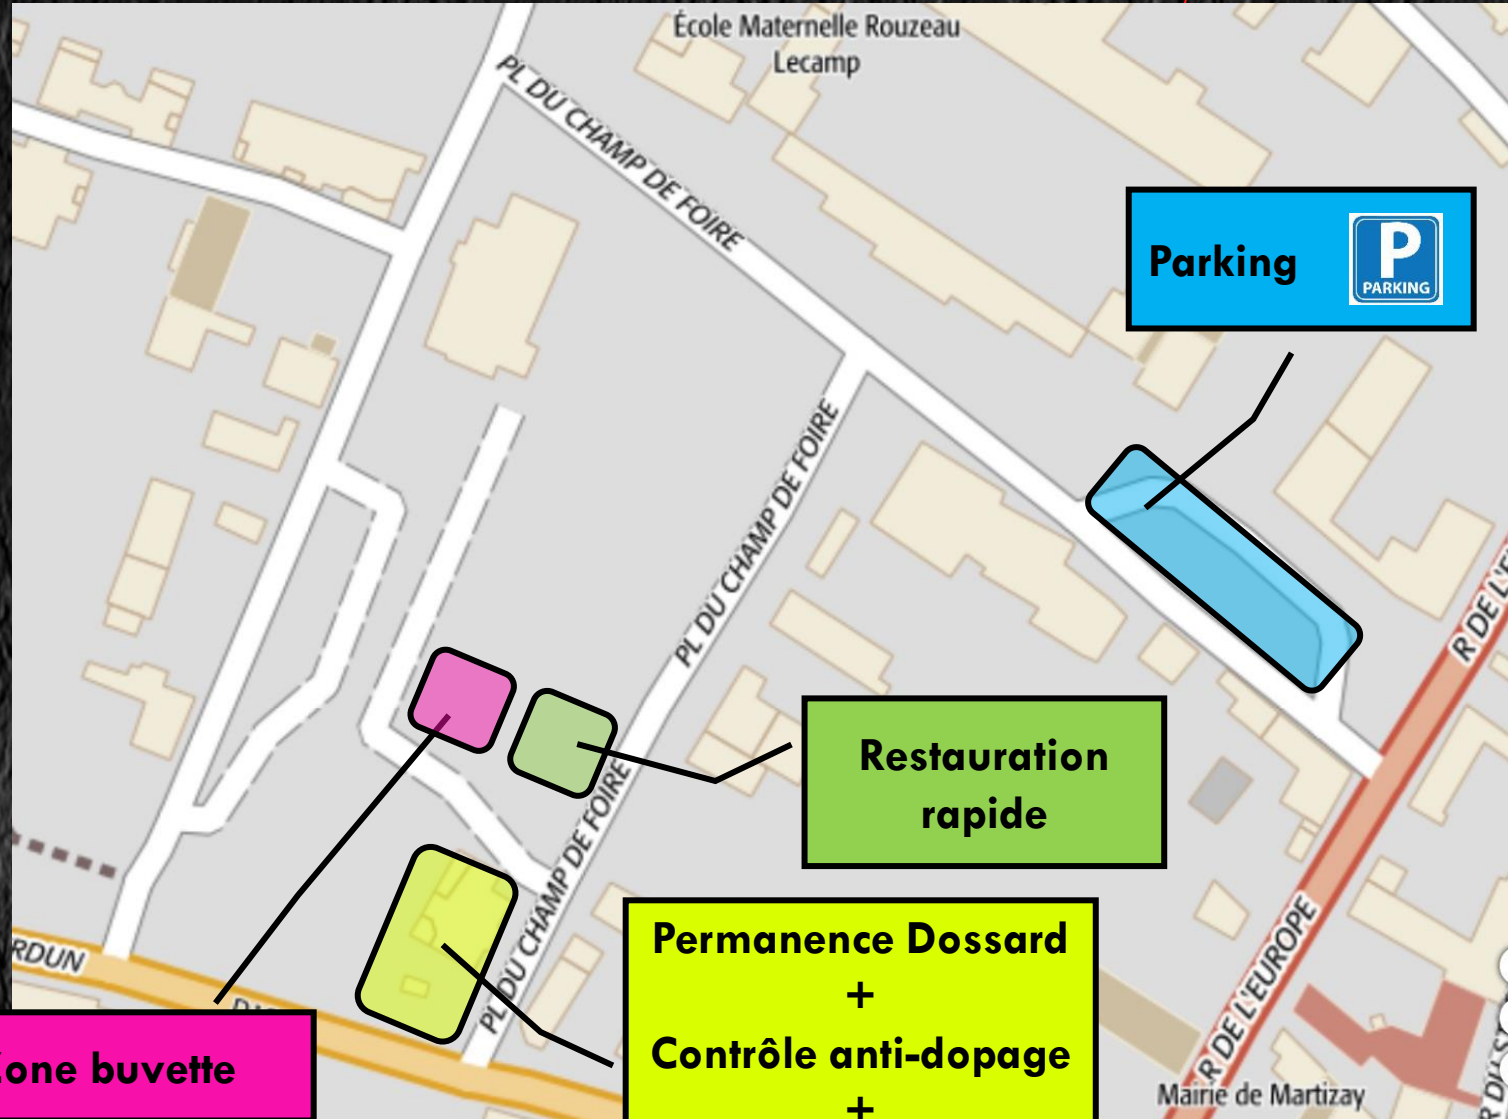 École Maternelle Rouzeau
Lecamp
PL DU CHAMP DE FOIRE
Parking
P
PARKING
PL DU CHAMP DE FOIRE
R DE L'E
Restauration
rapide
PL DU CHAMP DE FOIRE
Permanence Dossard
+
Contrôle anti-dopage
+
RDUN
R DE L'EUROPE
one buvette
Mairie de Martizay